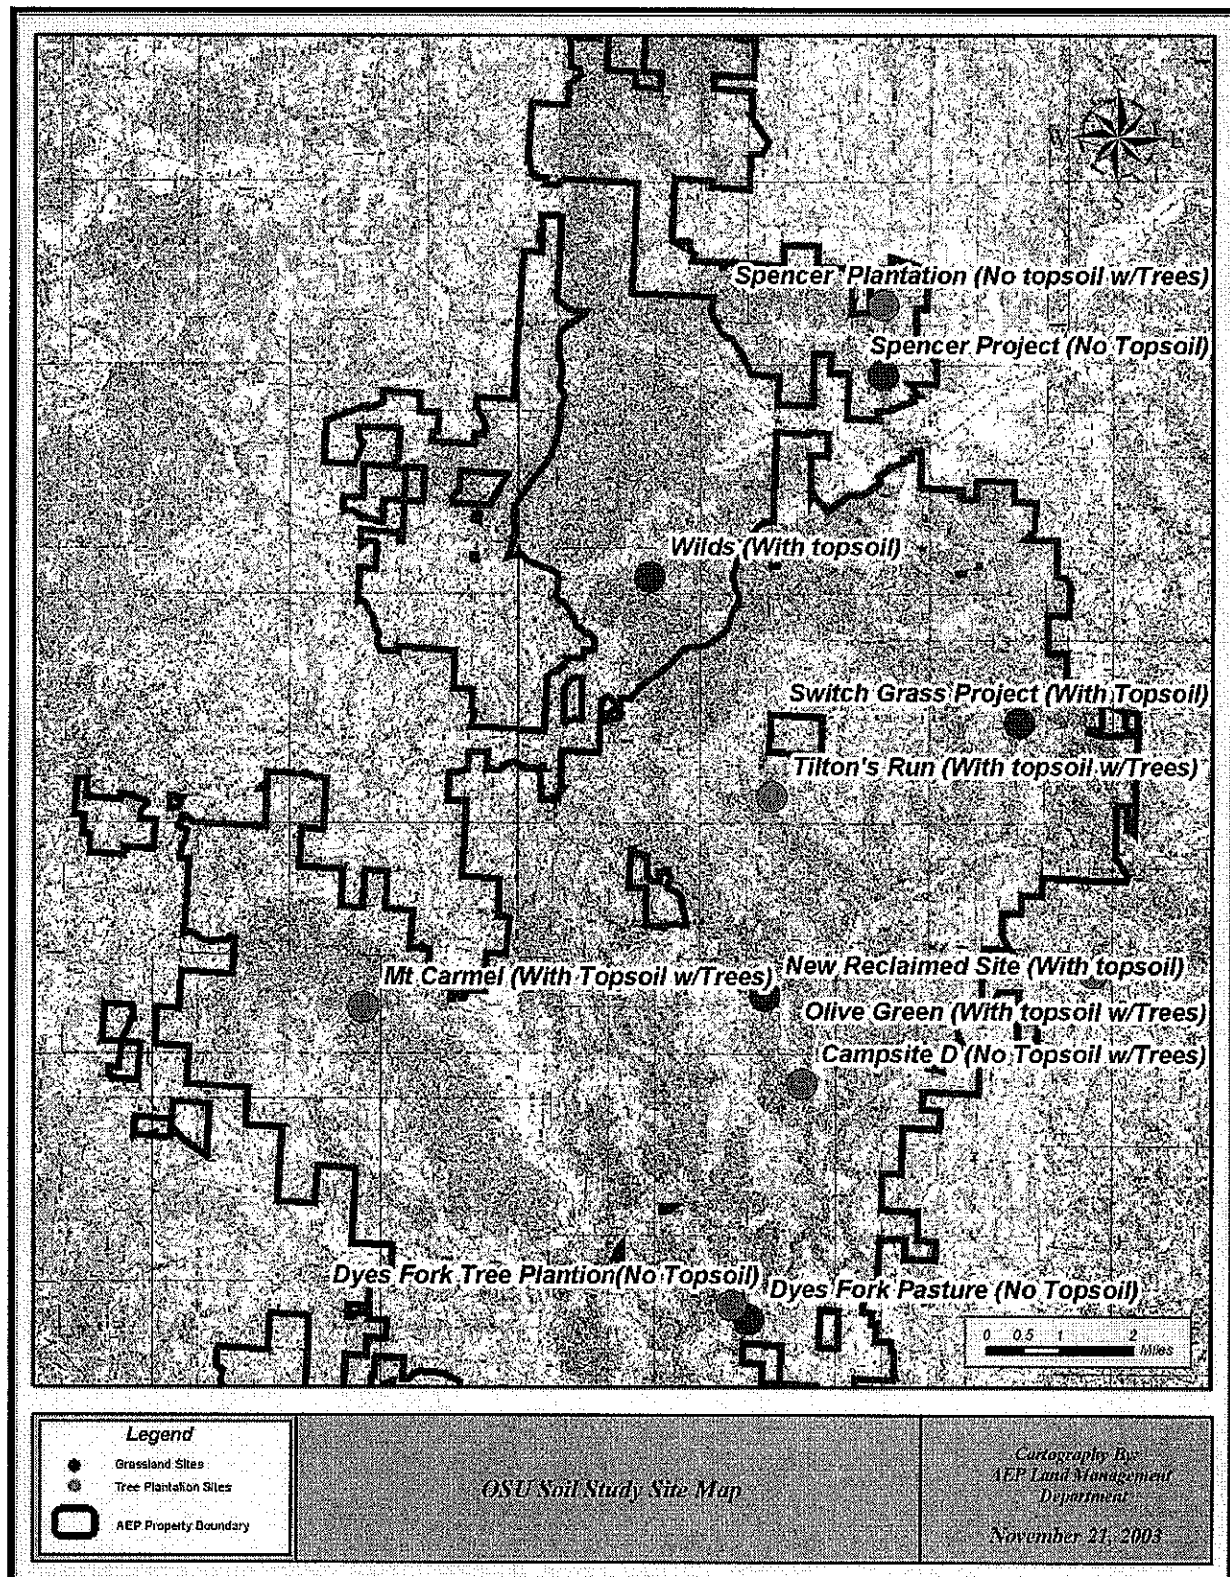 N
W
E
S
Spencer Plantation (No topsoil w/Trees)
Spencer Project (No Topsoil)
Wilds (With topsoil)
Switch Grass Project (With Topsoil)
Tilton's Run (With topsoil w/Trees)
Mt Carmel (With Topsoil w/Trees)
New Reclaimed Site (With topsoil)
Olive Green (With topsoil w/Trees)
Campsite D (No Topsoil w/Trees)
Dyes Fork Tree Plantion(No Topsoil)
Dyes Fork Pasture (No Topsoil)
0 0.5 1 2
Miles
Legend
Grassland Sites
Tree Plantation Sites
AEP Property Boundary
OSU Soil Study Site Map
Cartography By:
AEP Land Management
Department
November 21, 2003